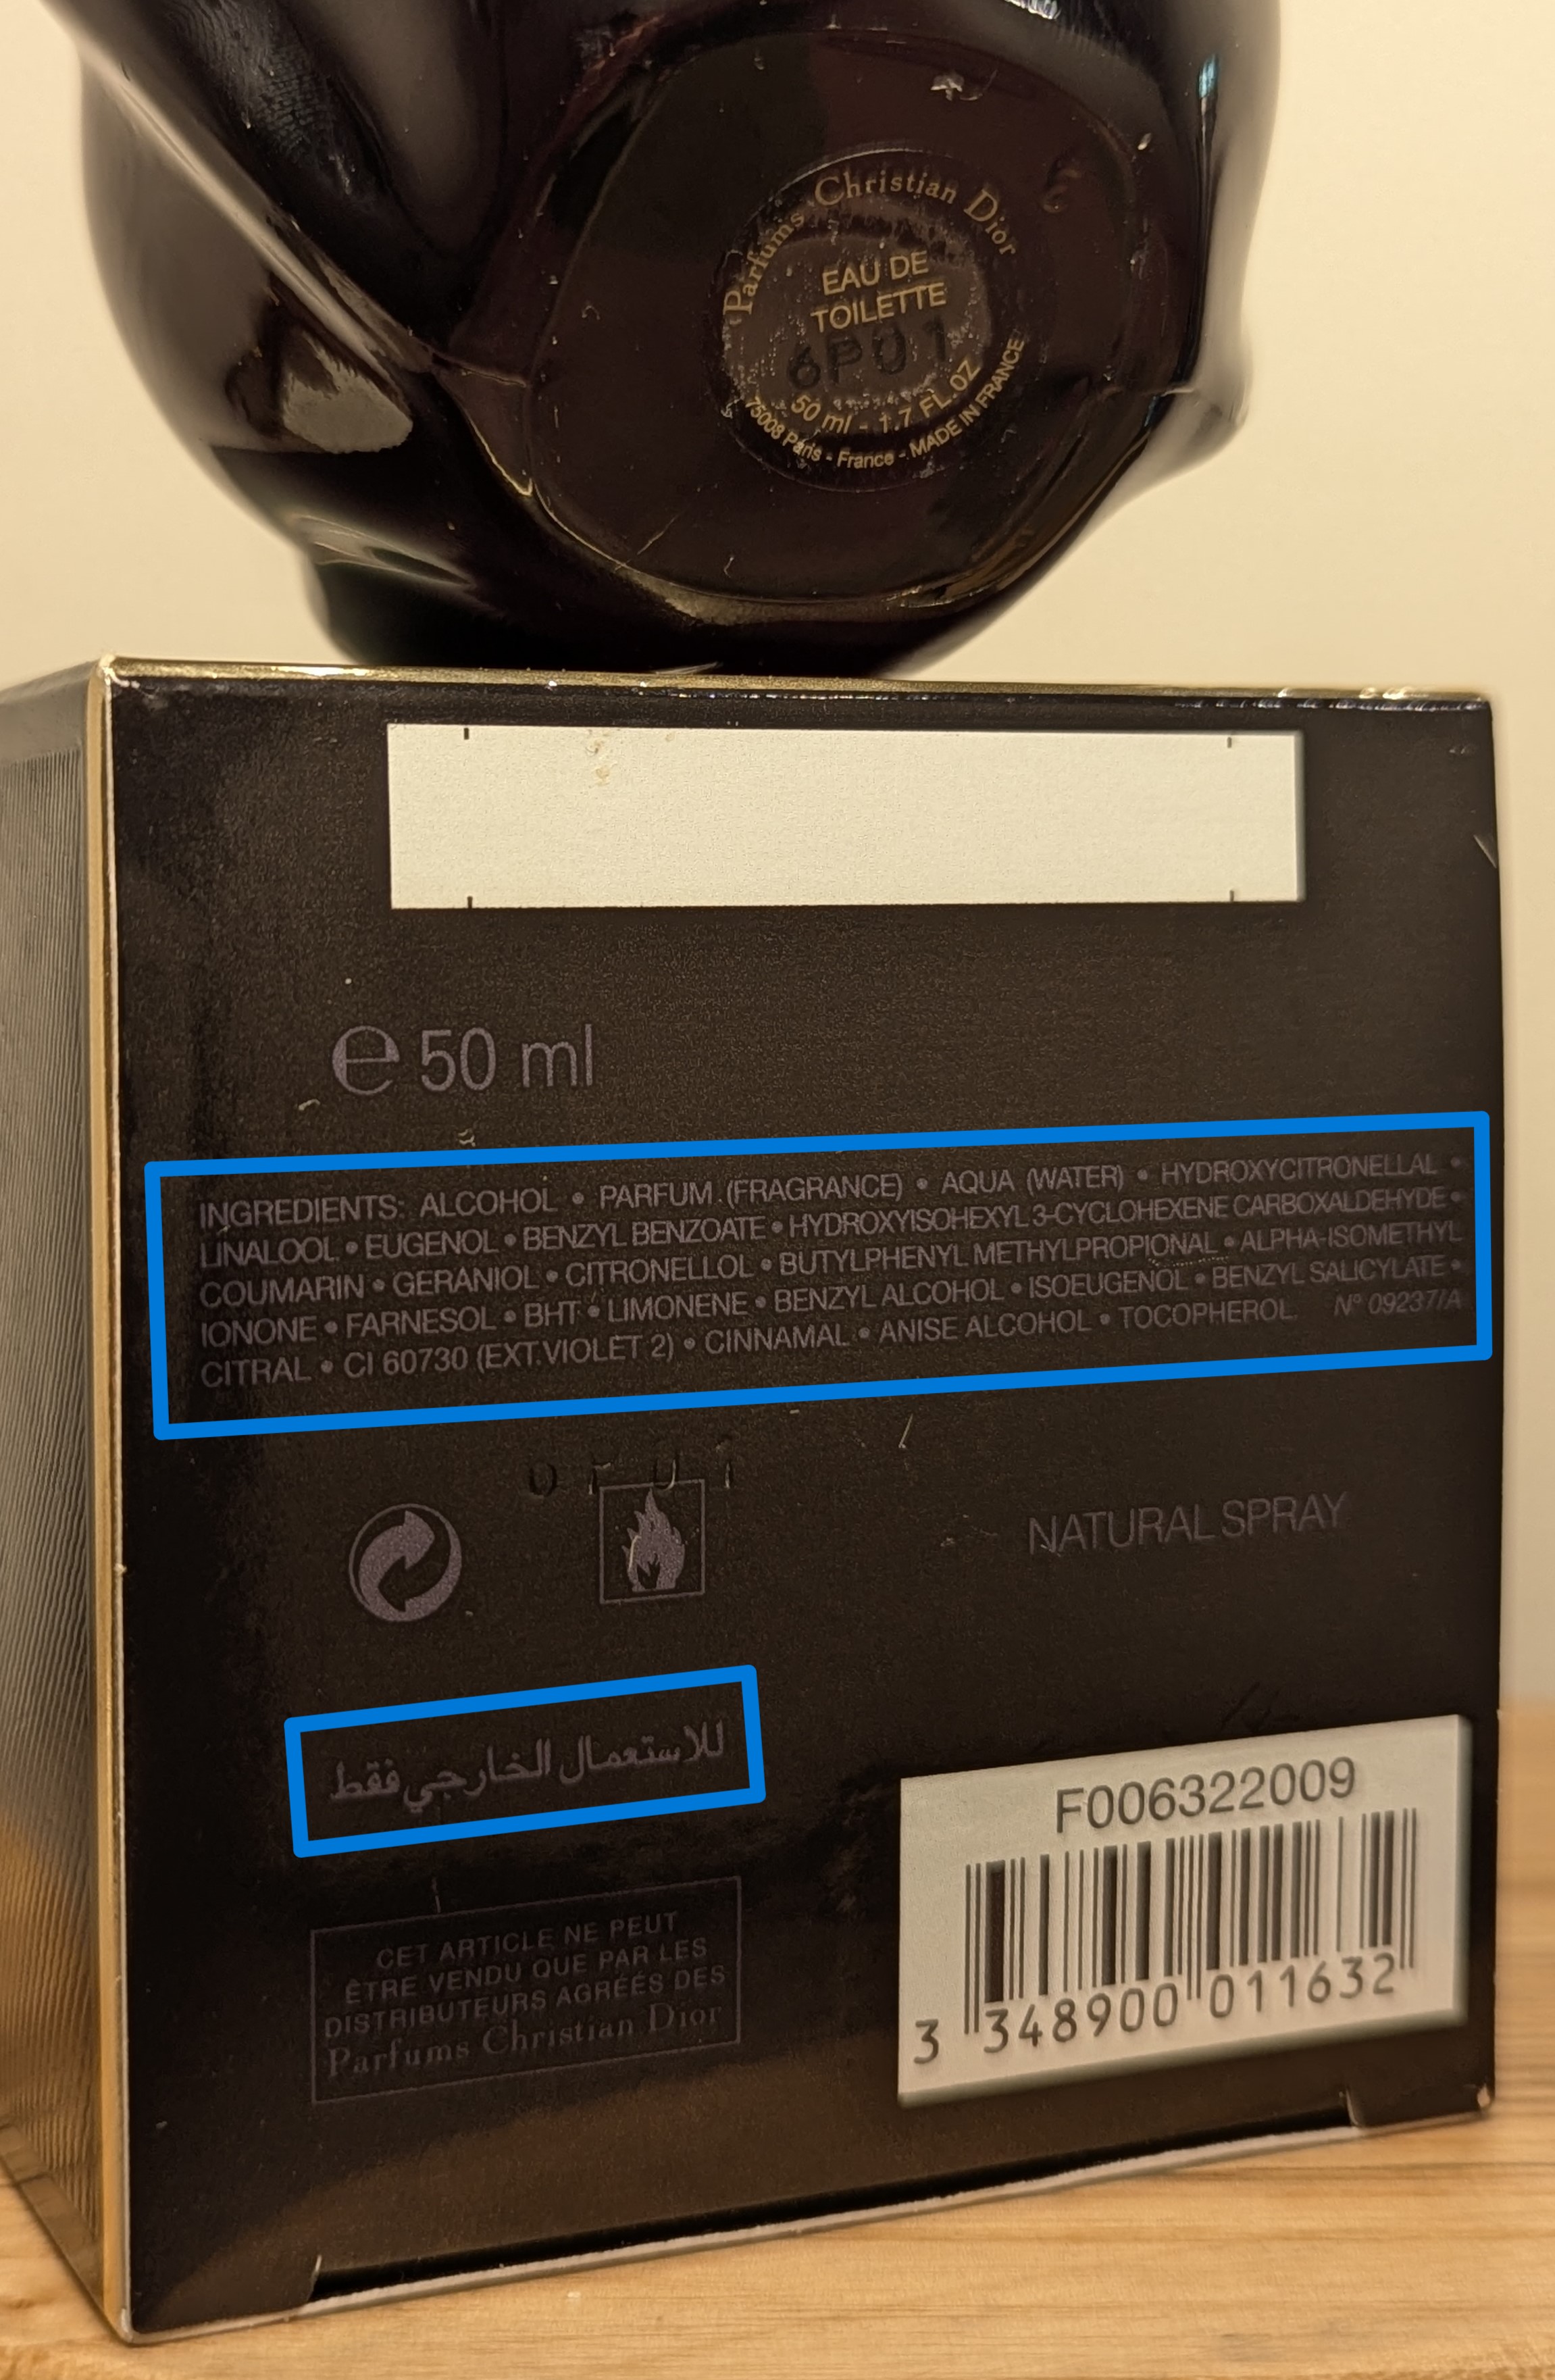 Parfums Christian Dior
EAU DE
TOILETTE
6P01
50 ml - 1.7 FL. OZ
75008 Paris - France - MADE IN FRANCE
e 50 ml
INGREDIENTS: ALCOHOL • PARFUM (FRAGRANCE) • AQUA (WATER) • HYDROXYCITRONELLAL •
LINALOOL • EUGENOL • BENZYL BENZOATE • HYDROXYISOHEXYL 3-CYCLOHEXENE CARBOXALDEHYDE •
COUMARIN • GERANIOL • CITRONELLOL • BUTYLPHENYL METHYLPROPIONAL • ALPHA-ISOMETHYL
IONONE • FARNESOL • BHT • LIMONENE • BENZYL ALCOHOL • ISOEUGENOL • BENZYL SALICYLATE •
CITRAL • CI 60730 (EXT.VIOLET 2) • CINNAMAL • ANISE ALCOHOL • TOCOPHEROL. N° 09237/A
NATURAL SPRAY
للاستعمال الخارجي فقط
CET ARTICLE NE PEUT
ÊTRE VENDU QUE PAR LES
DISTRIBUTEURS AGRÉÉS DES
Parfums Christian Dior
F006322009
3 348900 011632